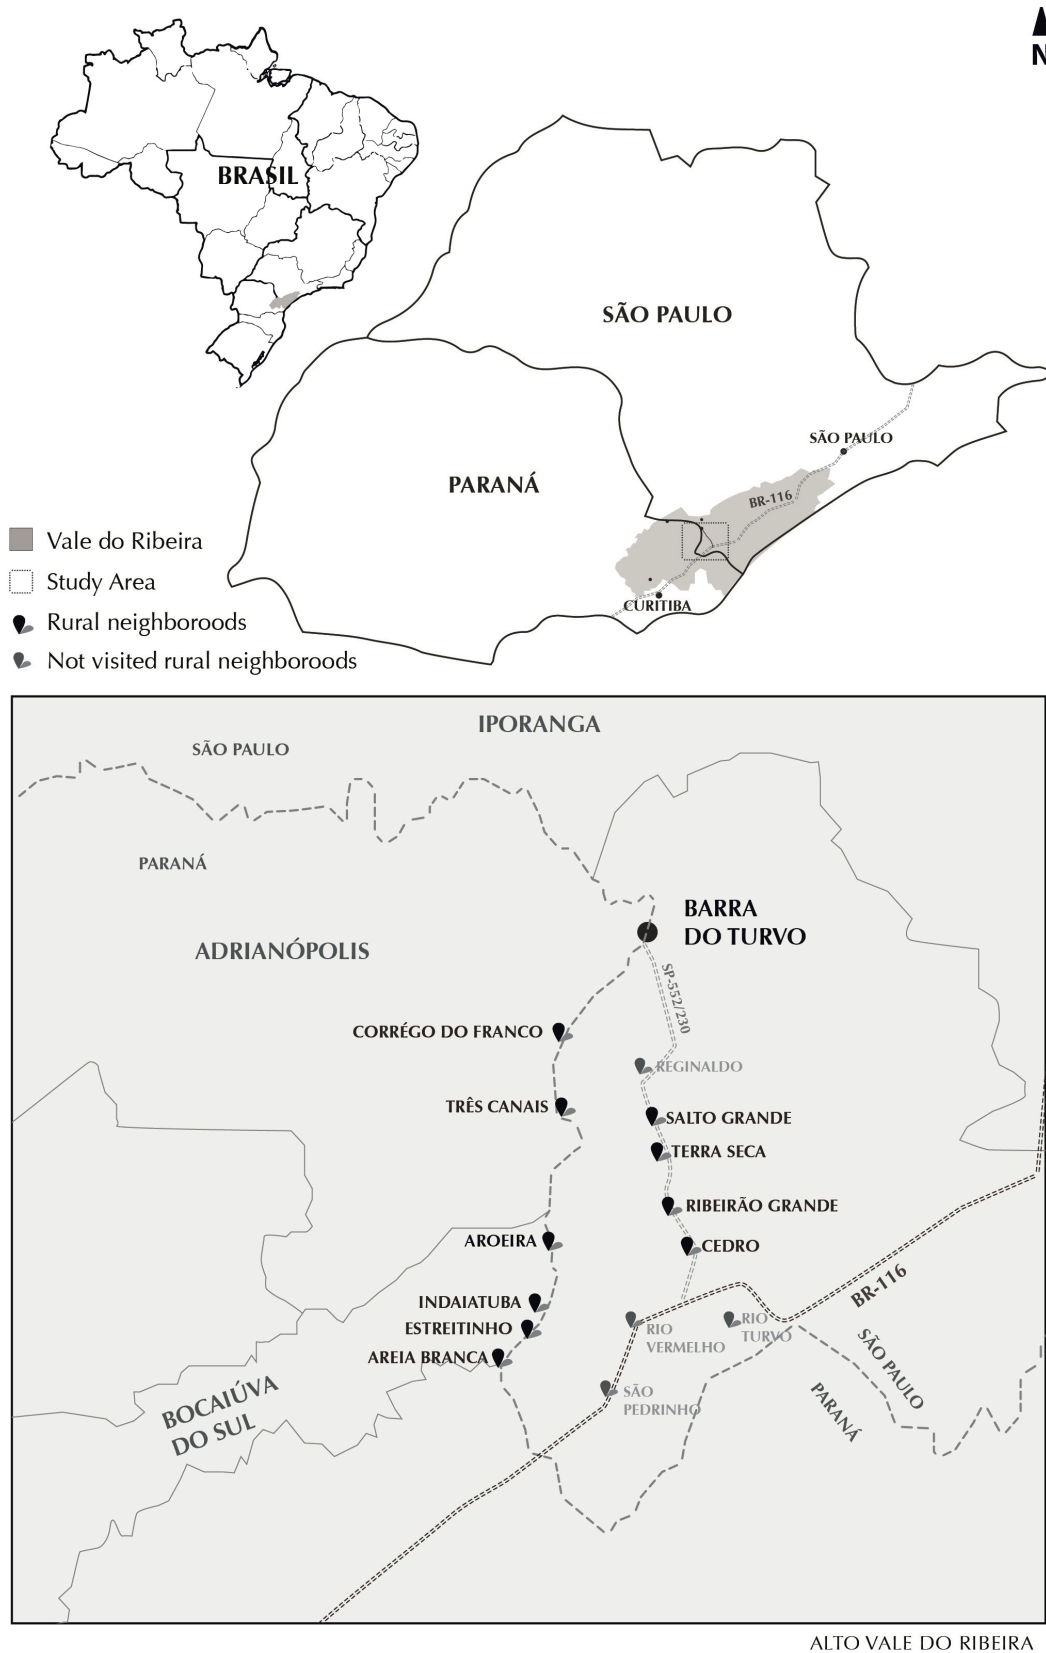 N
BRASIL
SÃO PAULO
SÃO PAULO
PARANÁ
BR-116
CURITIBA
Vale do Ribeira
Study Area
Rural neighboroods
Not visited rural neighboroods
IPORANGA
SÃO PAULO
PARANÁ
BARRA
DO TURVO
ADRIANÓPOLIS
SP-552/230
CORRÉGO DO FRANCO
REGINALDO
TRÊS CANAIS
SALTO GRANDE
TERRA SECA
RIBEIRÃO GRANDE
AROEIRA
CEDRO
BR-116
INDAIATUBA
ESTREITINHO
RIO
VERMELHO
RIO
TURVO
AREIA BRANCA
SÃO PAULO
PARANÁ
BOCAIÚVA
DO SUL
SÃO
PEDRINHO
ALTO VALE DO RIBEIRA